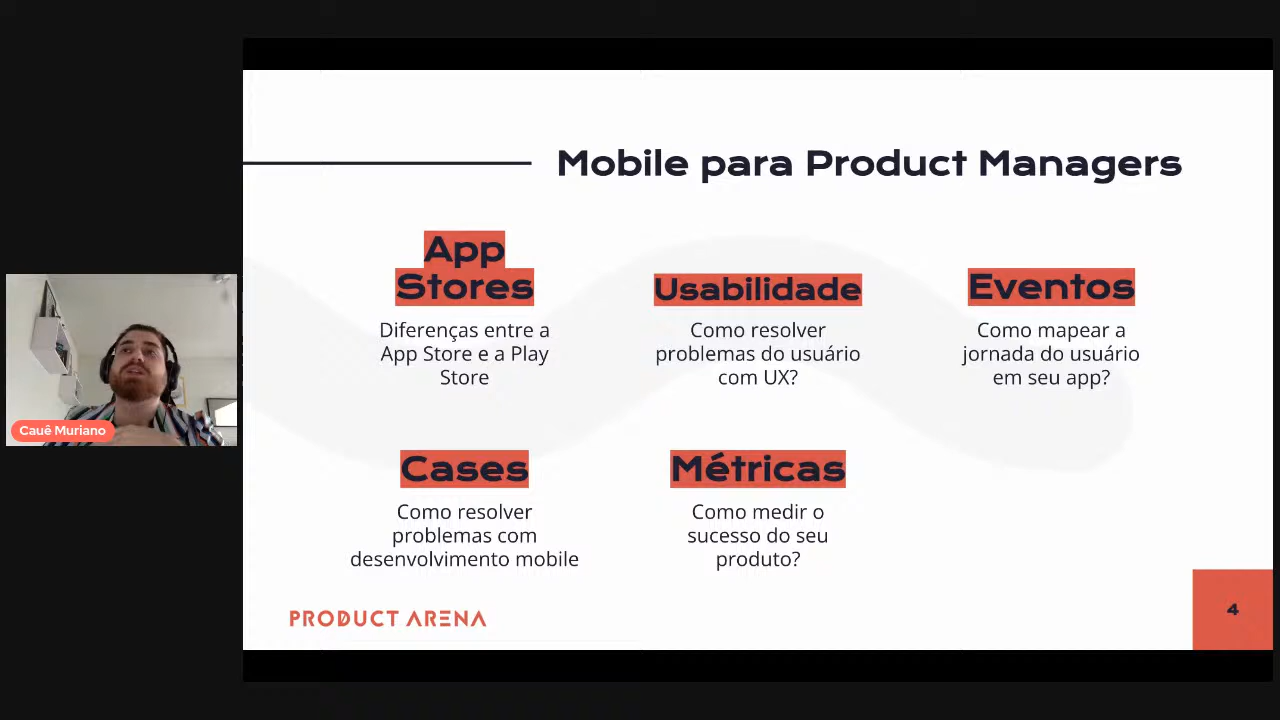 Mobile para Product Managers
App
Stores
Diferenças entre a
App Store e a Play
Store
Usabilidade
Como resolver
problemas do usuário
com UX?
Eventos
Como mapear a
jornada do usuário
em seu app?
Cases
Como resolver
problemas com
desenvolvimento mobile
Métricas
Como medir o
sucesso do seu
produto?
PRODUCT ARENA
4
Cauê Muriano